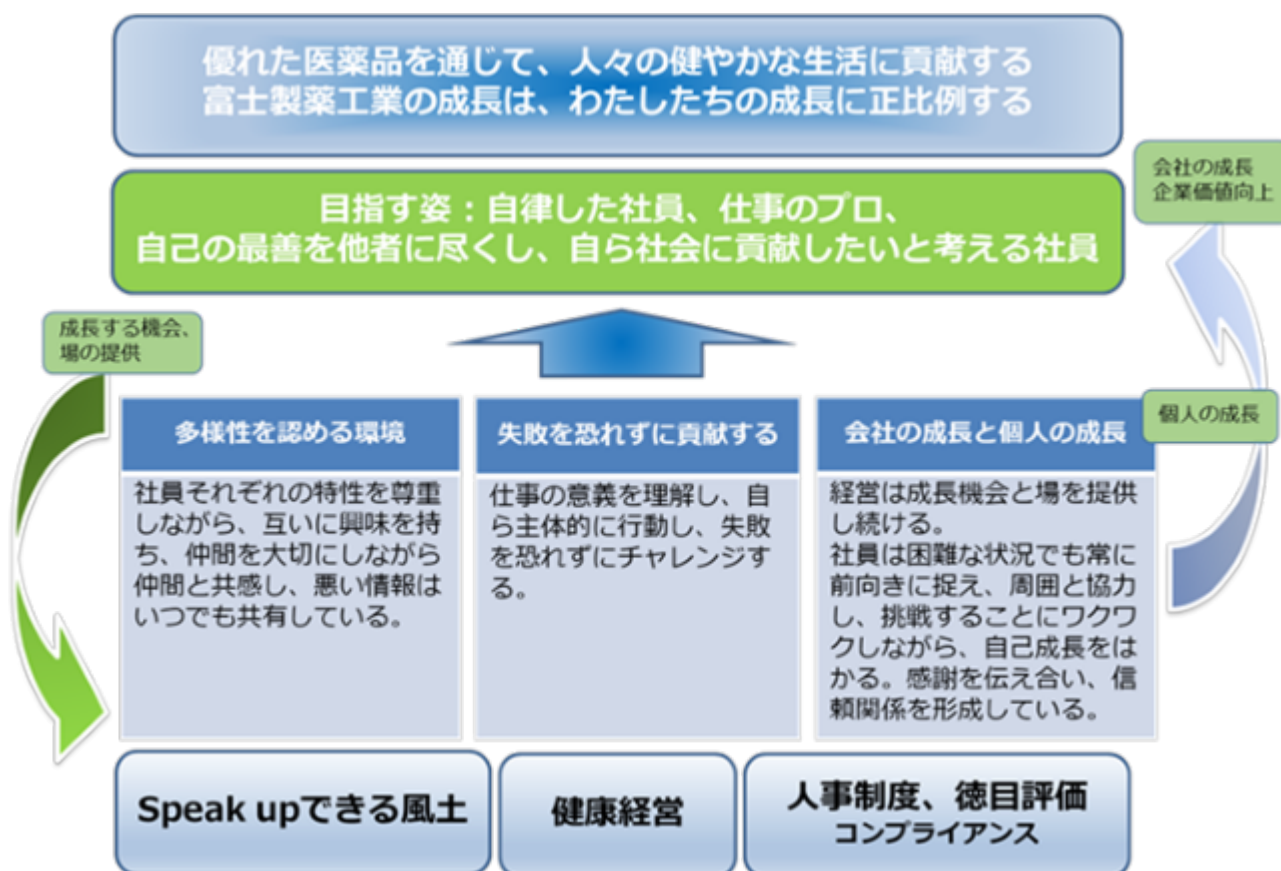 優れた医薬品を通じて、人々の健やかな生活に貢献する
富士製薬工業の成長は、わたしたちの成長に正比例する
会社の成長
企業価値向上
目指す姿：自律した社員、仕事のプロ、
自己の最善を他者に尽くし、自ら社会に貢献したいと考える社員
成長する機会、
場の提供
個人の成長
多様性を認める環境
社員それぞれの特性を尊重
しながら、互いに興味を持
ち、仲間を大切にしながら
仲間と共感し、悪い情報は
いつでも共有している。
失敗を恐れずに貢献する
仕事の意義を理解し、自
ら主体的に行動し、失敗
を恐れずにチャレンジす
る。
会社の成長と個人の成長
経営は成長機会と場を提供
し続ける。
社員は困難な状況でも常に
前向きに捉え、周囲と協力
し、挑戦することにワクワ
クしながら、自己成長をは
かる。感謝を伝え合い、信
頼関係を形成している。
Speak upできる風土
健康経営
人事制度、徳目評価
コンプライアンス